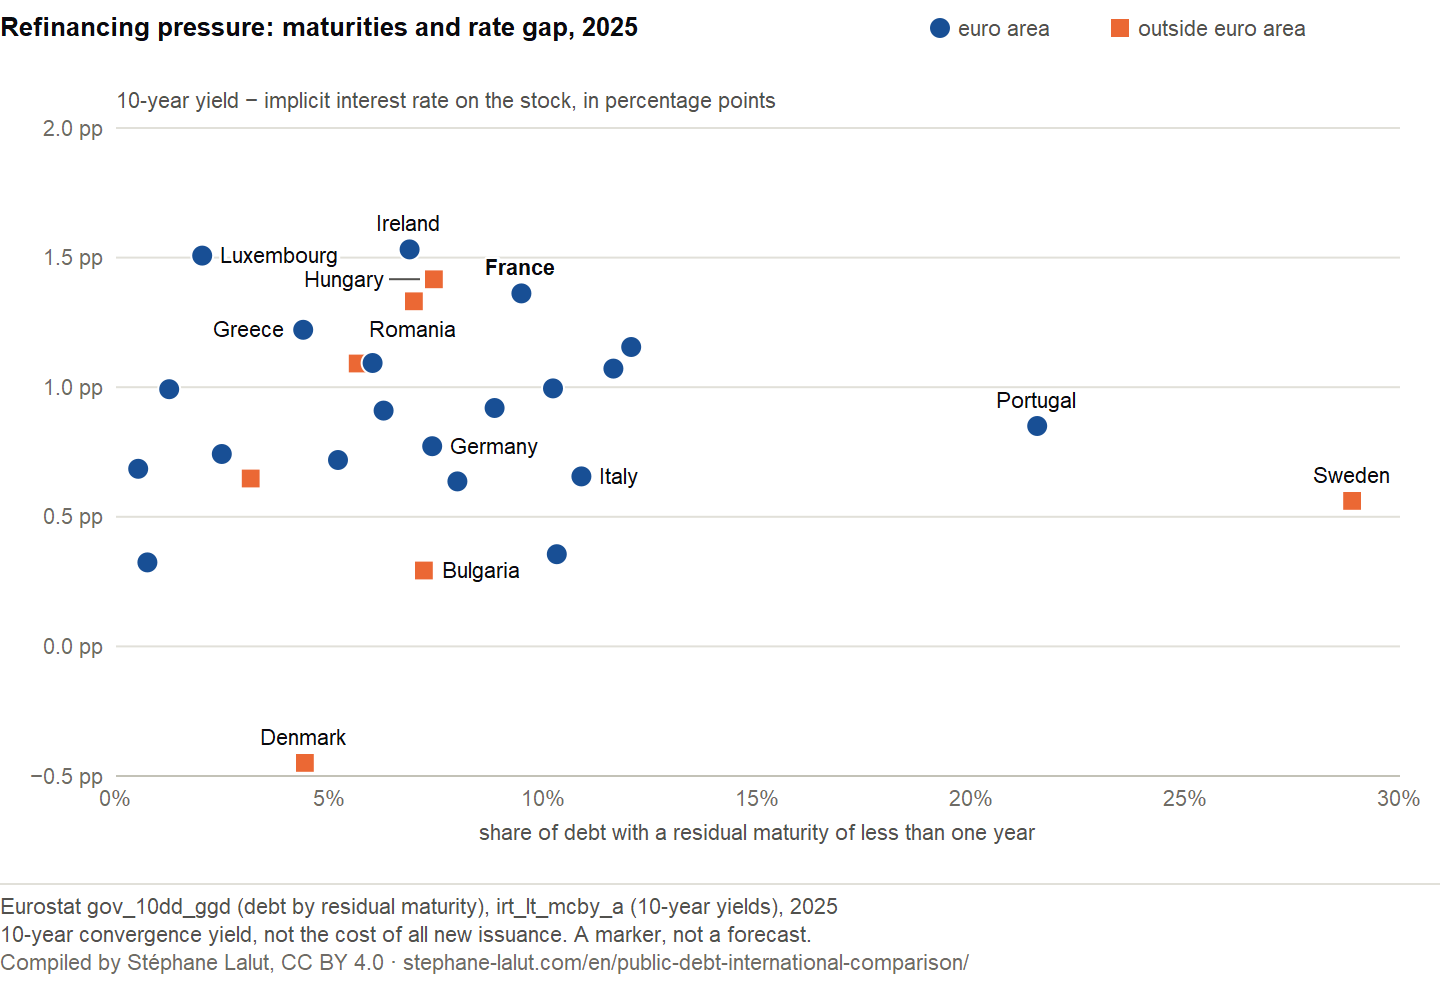 Refinancing pressure: maturities and rate gap, 2025
euro area
outside euro area
10-year yield − implicit interest rate on the stock, in percentage points
2.0 pp
Ireland
1.5 pp
Luxembourg
France
Hungary
Greece
Romania
1.0 pp
Portugal
Germany
Italy
Sweden
0.5 pp
Bulgaria
0.0 pp
Denmark
−0.5 pp
0%
5%
10%
15%
20%
25%
30%
share of debt with a residual maturity of less than one year
Eurostat gov_10dd_ggd (debt by residual maturity), irt_lt_mcby_a (10-year yields), 2025
10-year convergence yield, not the cost of all new issuance. A marker, not a forecast.
Compiled by Stéphane Lalut, CC BY 4.0 · stephane-lalut.com/en/public-debt-international-comparison/